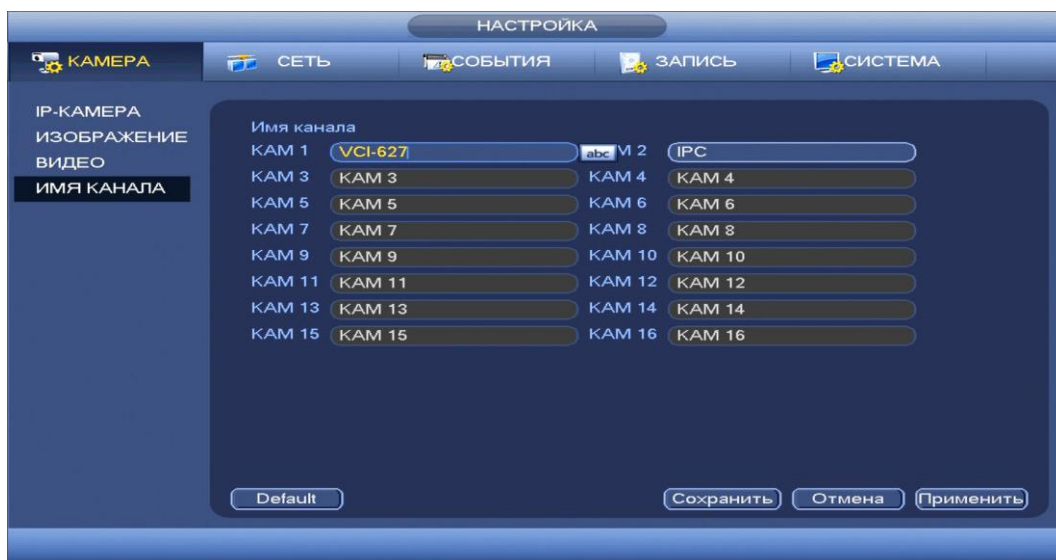 НАСТРОЙКА
КАМЕРА СЕТЬ СОБЫТИЯ ЗАПИСЬ СИСТЕМА
IP-КАМЕРА
ИЗОБРАЖЕНИЕ
ВИДЕО
ИМЯ КАНАЛА
Имя канала
КАМ 1 VCI-627 abc М 2 IPC
КАМ 3 КАМ 3 КАМ 4 КАМ 4
КАМ 5 КАМ 5 КАМ 6 КАМ 6
КАМ 7 КАМ 7 КАМ 8 КАМ 8
КАМ 9 КАМ 9 КАМ 10 КАМ 10
КАМ 11 КАМ 11 КАМ 12 КАМ 12
КАМ 13 КАМ 13 КАМ 14 КАМ 14
КАМ 15 КАМ 15 КАМ 16 КАМ 16
Default Сохранить Отмена Применить